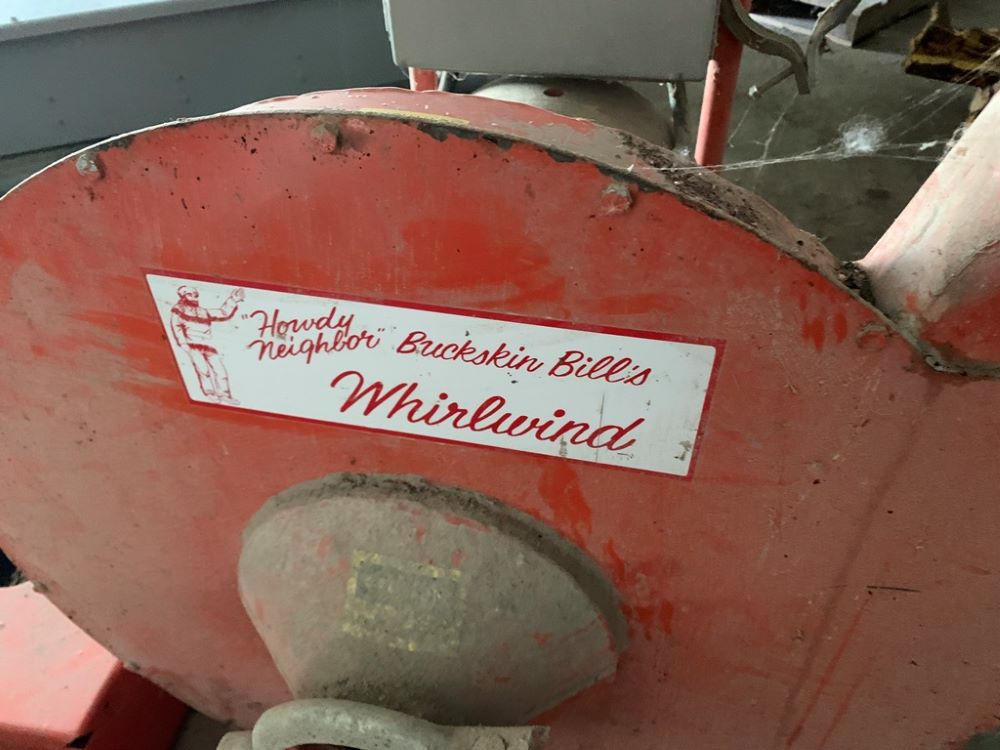 "Howdy
Neighbor" Buckskin Bill's
Whirlwind